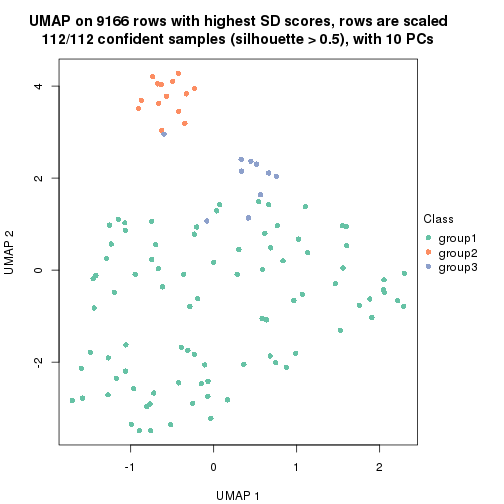 UMAP on 9166 rows with highest SD scores, rows are scaled
112/112 confident samples (silhouette > 0.5), with 10 PCs
4
2
0
-2
UMAP 2
-1
0
1
2
UMAP 1
Class
group1
group2
group3